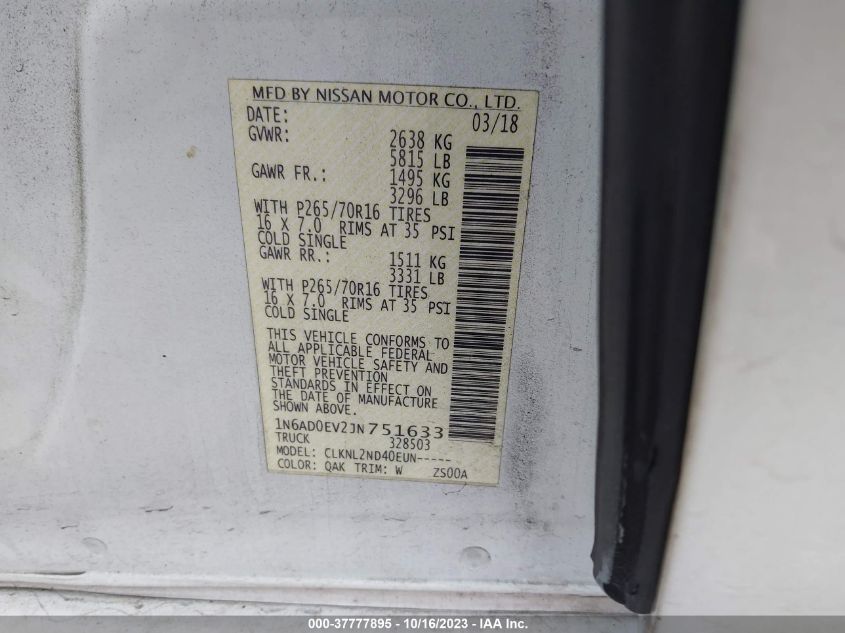 MFD BY NISSAN MOTOR CO., LTD.
DATE: 03/18
GVWR: 2638 KG
5815 LB
GAWR FR.: 1495 KG
3296 LB
WITH P265/70R16 TIRES
16 X 7.0 RIMS AT 35 PSI
COLD SINGLE
GAWR RR.: 1511 KG
3331 LB
WITH P265/70R16 TIRES
16 X 7.0 RIMS AT 35 PSI
COLD SINGLE
THIS VEHICLE CONFORMS TO
ALL APPLICABLE FEDERAL
MOTOR VEHICLE SAFETY AND
THEFT PREVENTION
STANDARDS IN EFFECT ON
THE DATE OF MANUFACTURE
SHOWN ABOVE.
1N6AD0EV2JN751633
TRUCK 328503
MODEL: CLKNL2ND40EUN-----
COLOR: QAK TRIM: W ZS00A
000-37777895 - 10/16/2023 - IAA Inc.